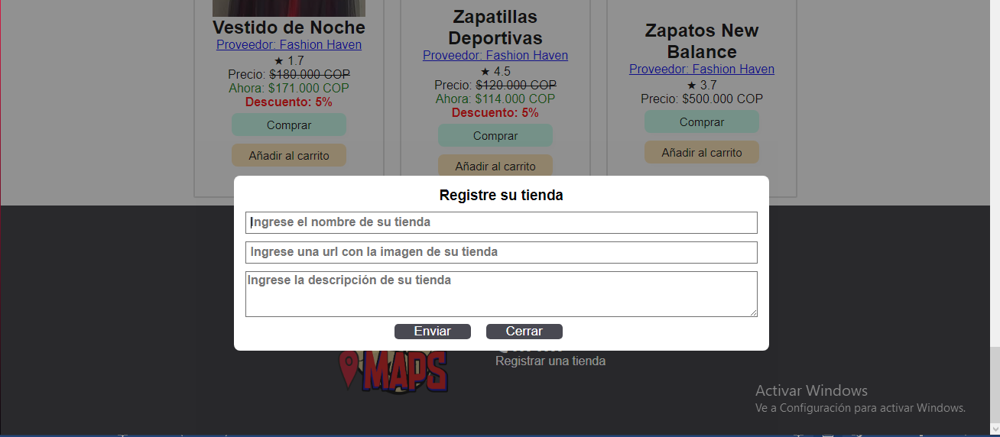 Vestido de Noche
Proveedor: Fashion Haven
★ 1.7
Precio: $180.000 COP
Ahora: $171.000 COP
Descuento: 5%
Comprar
Añadir al carrito
Zapatillas
Deportivas
Proveedor: Fashion Haven
★ 4.5
Precio: $120.000 COP
Ahora: $114.000 COP
Descuento: 5%
Comprar
Añadir al carrito
Zapatos New
Balance
Proveedor: Fashion Haven
★ 3.7
Precio: $500.000 COP
Comprar
Añadir al carrito
Registre su tienda
Ingrese el nombre de su tienda
Ingrese una url con la imagen de su tienda
Ingrese la descripción de su tienda
Enviar
Cerrar
MAPS
Registrar una tienda
Activar Windows
Ve a Configuración para activar Windows.